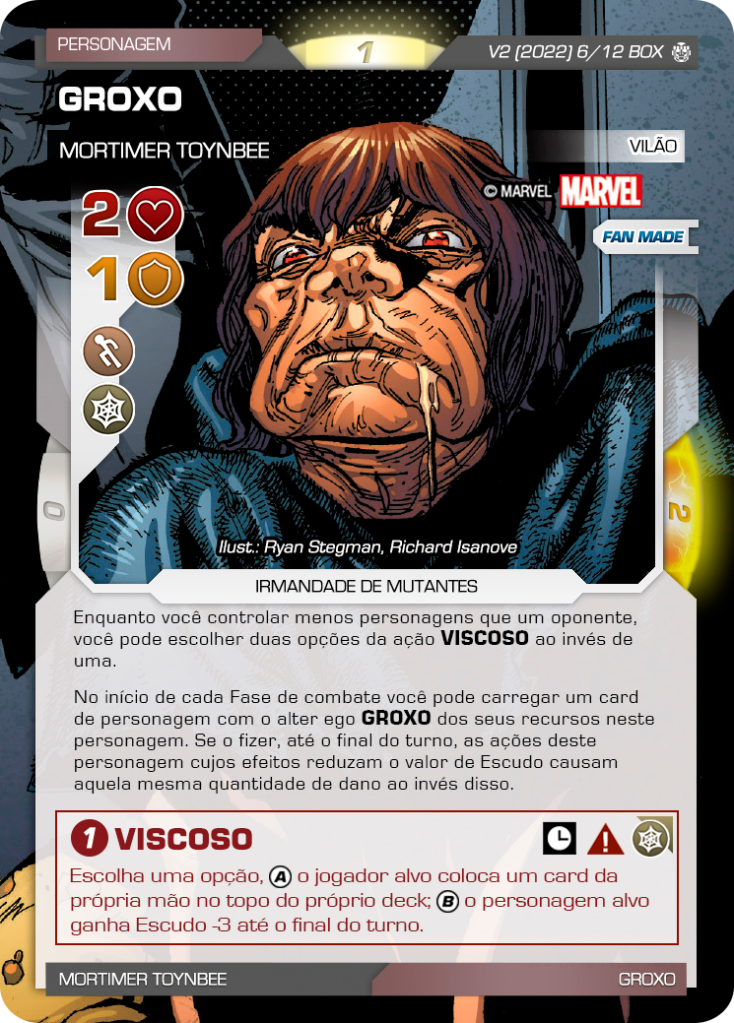 PERSONAGEM
1
V2 (2022) 6/12 BOX
GROXO
MORTIMER TOYNBEE
VILÃO
© MARVEL MARVEL
2
FAN MADE
1
0
2
Ilust.: Ryan Stegman, Richard Isanove
IRMANDADE DE MUTANTES
Enquanto você controlar menos personagens que um oponente,
você pode escolher duas opções da ação VISCOSO ao invés de
uma.
No início de cada Fase de combate você pode carregar um card
de personagem com o alter ego GROXO dos seus recursos neste
personagem. Se o fizer, até o final do turno, as ações deste
personagem cujos efeitos reduzam o valor de Escudo causam
aquela mesma quantidade de dano ao invés disso.
1 VISCOSO
Escolha uma opção, A o jogador alvo coloca um card da
própria mão no topo do próprio deck; B o personagem alvo
ganha Escudo -3 até o final do turno.
MORTIMER TOYNBEE
GROXO